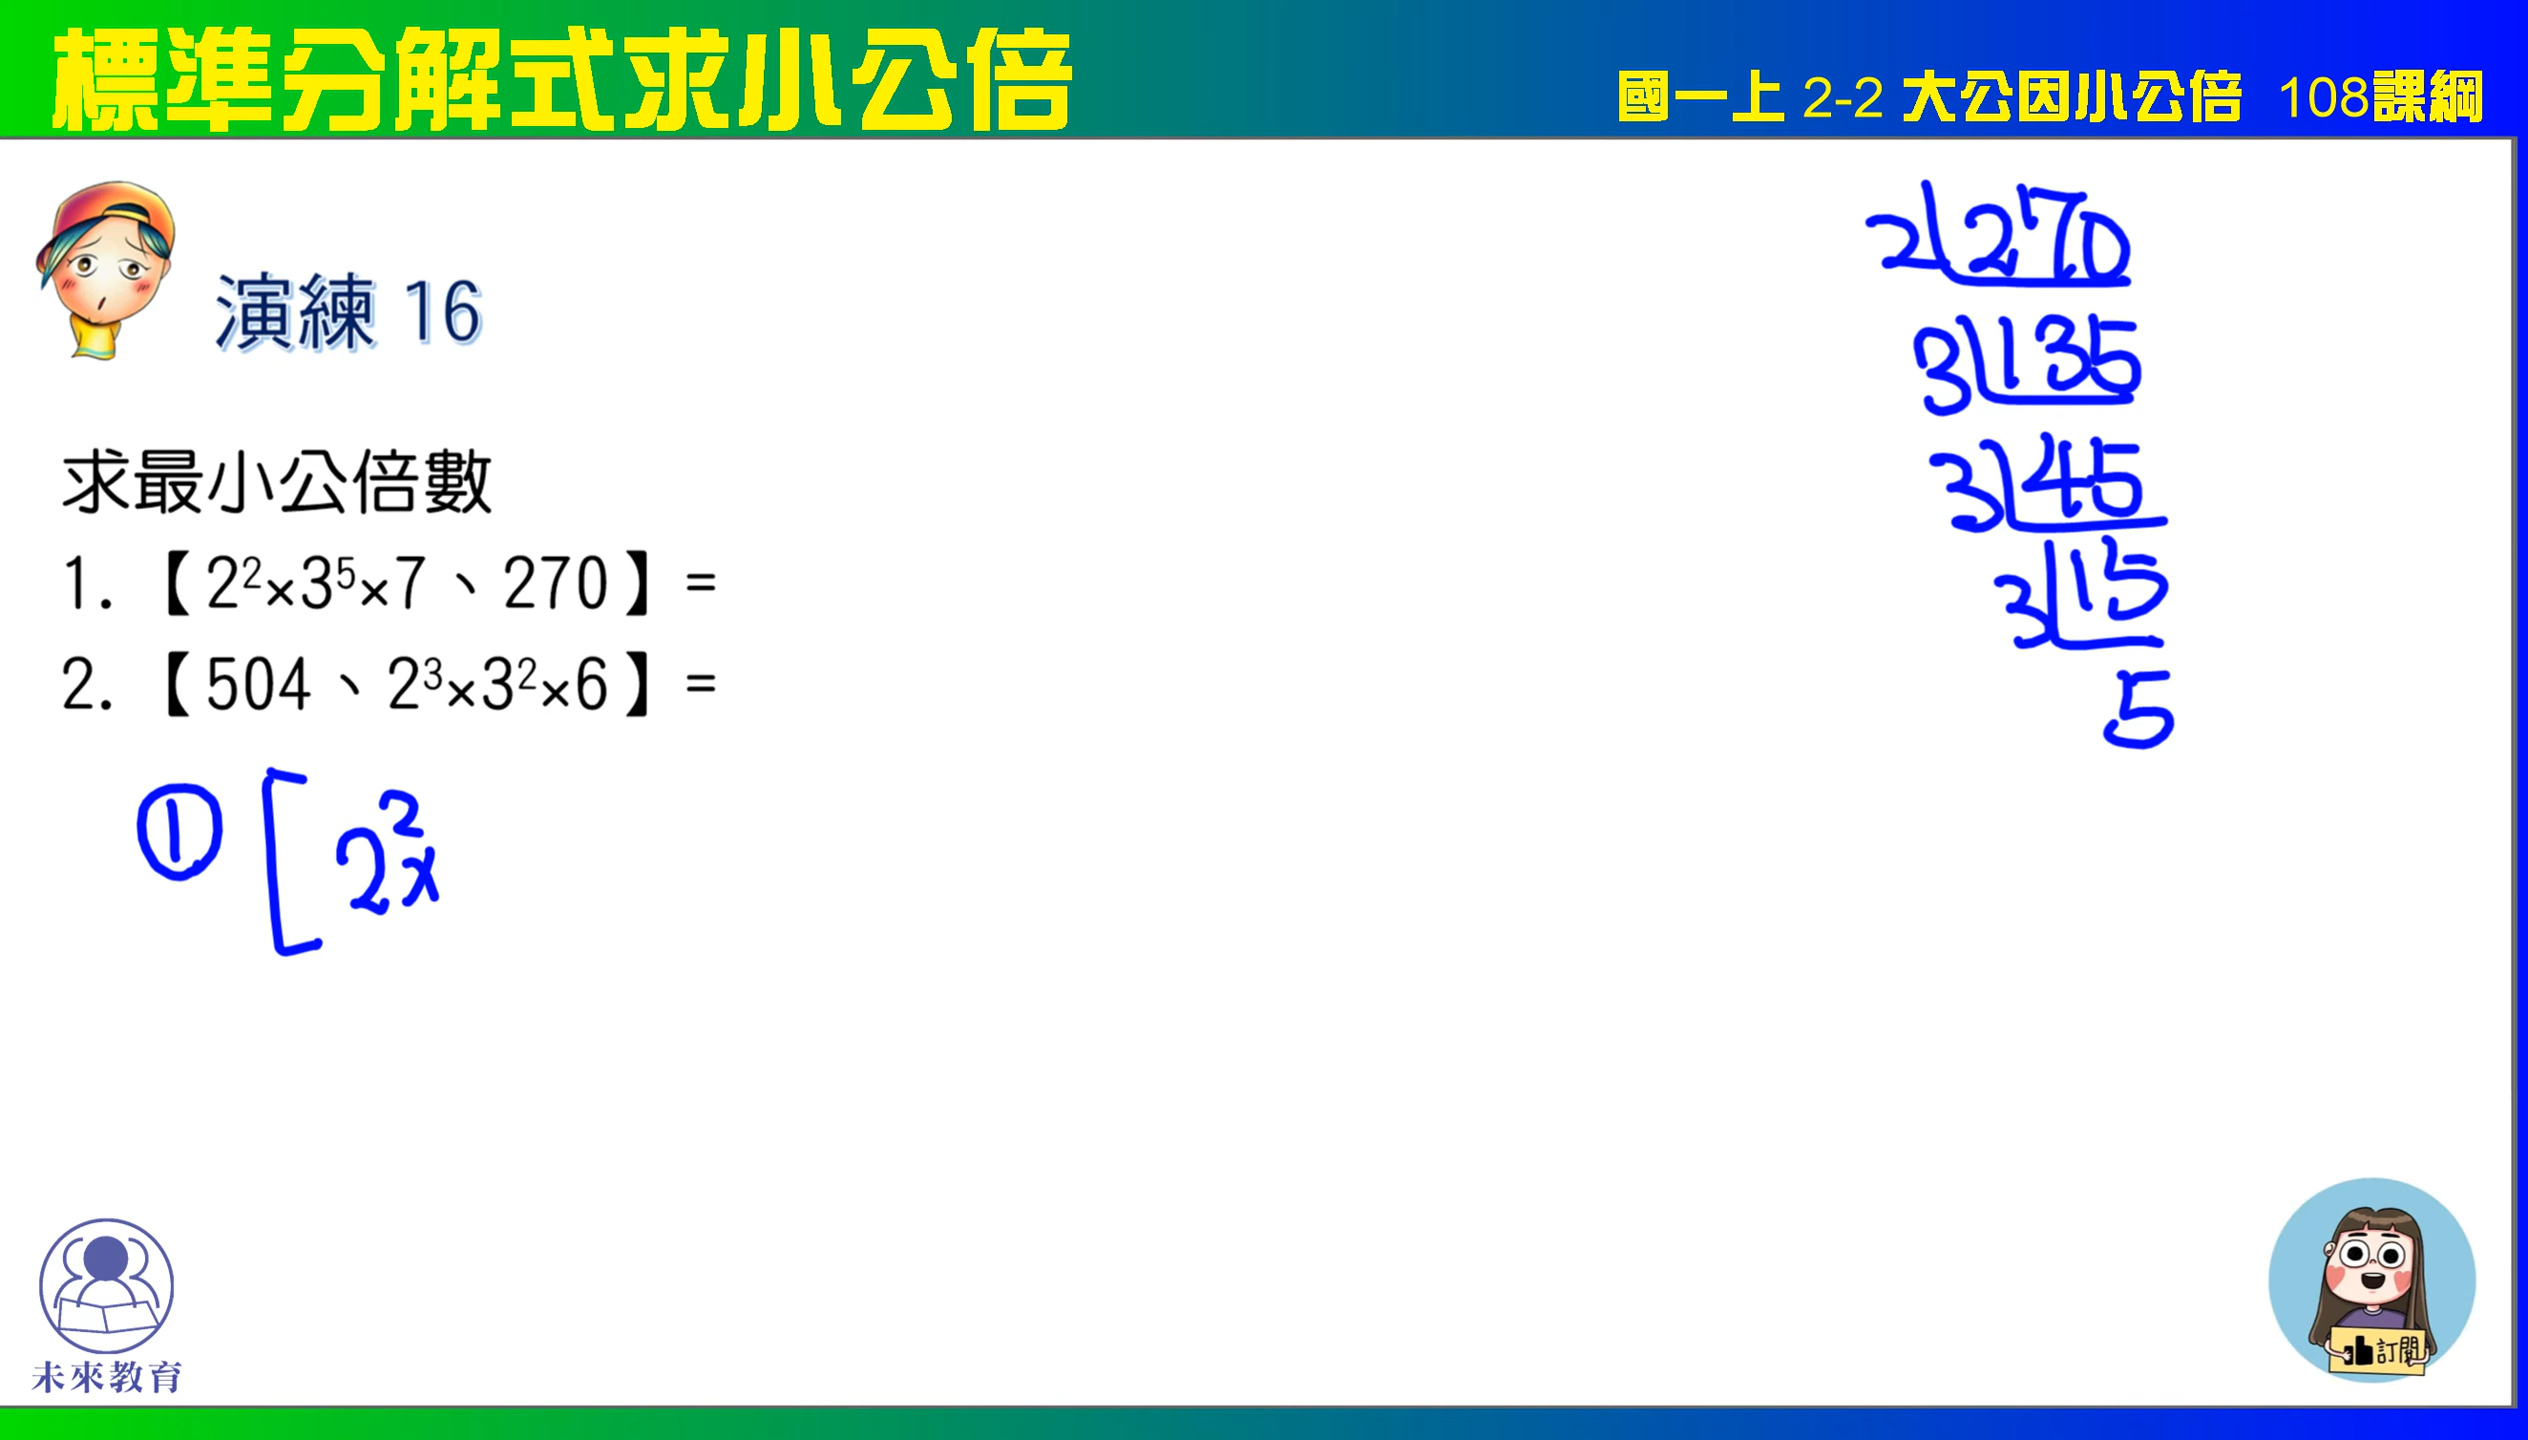 標準分解式求小公倍
國一上 2-2 大公因小公倍 108課綱
演練 16
求最小公倍數
1.【2²×3⁵×7、270】=
2.【504、2³×3²×6】=
① [ 2²×
2 270
3 135
3 45
3 15
5
未來教育
訂閱